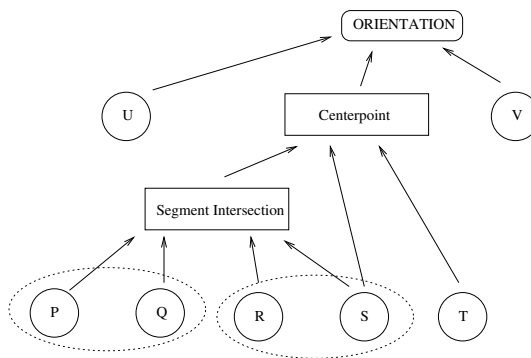 ORIENTATION
U
Centerpoint
V
Segment Intersection
P
Q
R
S
T